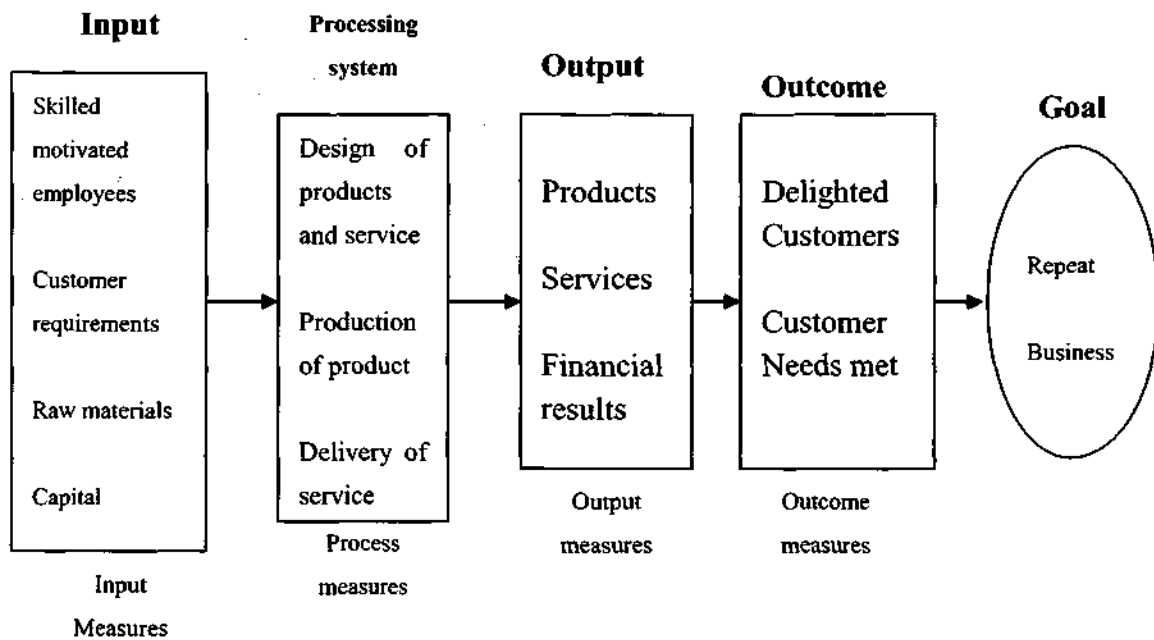 Input
Skilled
motivated
employees
Customer
requirements
Raw materials
Capital
Input
Measures
Processing
system
Design of
products
and service
Production
of product
Delivery of
service
Process
measures
Output
Products
Services
Financial
results
Output
measures
Outcome
Delighted
Customers
Customer
Needs met
Outcome
measures
Goal
Repeat
Business